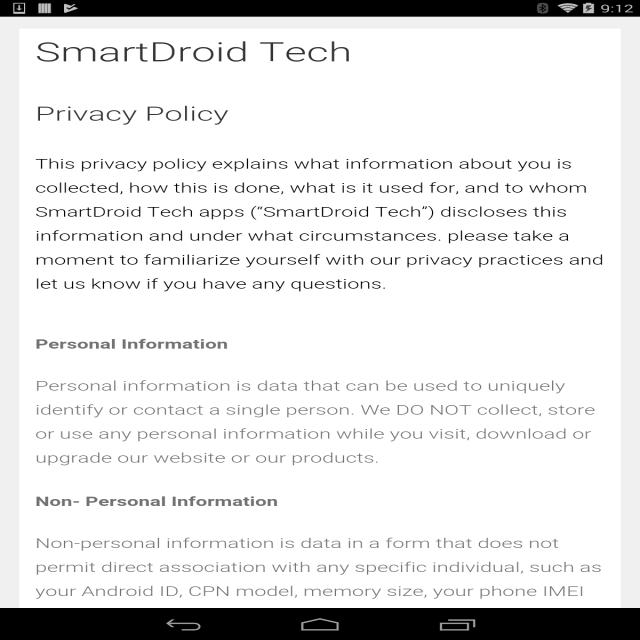 9:12
SmartDroid Tech
Privacy Policy
This privacy policy explains what information about you is
collected, how this is done, what is it used for, and to whom
SmartDroid Tech apps (“SmartDroid Tech”) discloses this
information and under what circumstances. please take a
moment to familiarize yourself with our privacy practices and
let us know if you have any questions.
Personal Information
Personal information is data that can be used to uniquely
identify or contact a single person. We DO NOT collect, store
or use any personal information while you visit, download or
upgrade our website or our products.
Non- Personal Information
Non-personal information is data in a form that does not
permit direct association with any specific individual, such as
your Android ID, CPN model, memory size, your phone IMEI